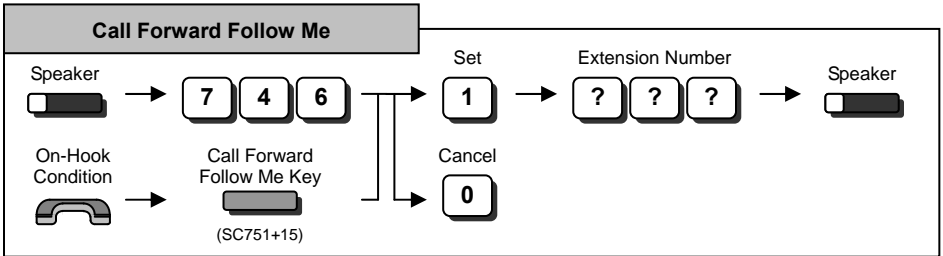 Call Forward Follow Me
Speaker
7 4 6
Set
1
Extension Number
? ? ?
Speaker
On-Hook
Condition
Call Forward
Follow Me Key
(SC751+15)
Cancel
0